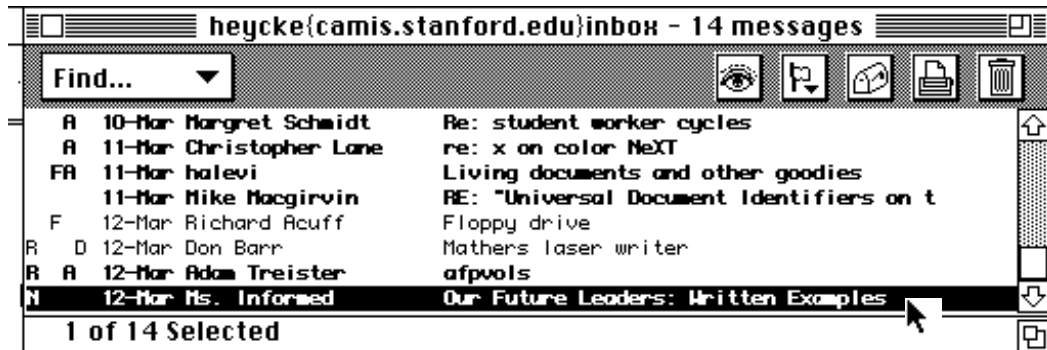 heycke{camis.stanford.edu}inbox - 14 messages
Find...
A 10-Mar Margret Schmidt Re: student worker cycles
A 11-Mar Christopher Lane re: x on color NeXT
FA 11-Mar halevi Living documents and other goodies
11-Mar Mike Macgirvin RE: "Universal Document Identifiers on t
F 12-Mar Richard Acuff Floppy drive
R D 12-Mar Don Barr Mathers laser writer
R A 12-Mar Adam Treister afpvols
N 12-Mar Ms. Informed Our Future Leaders: Written Examples
1 of 14 Selected